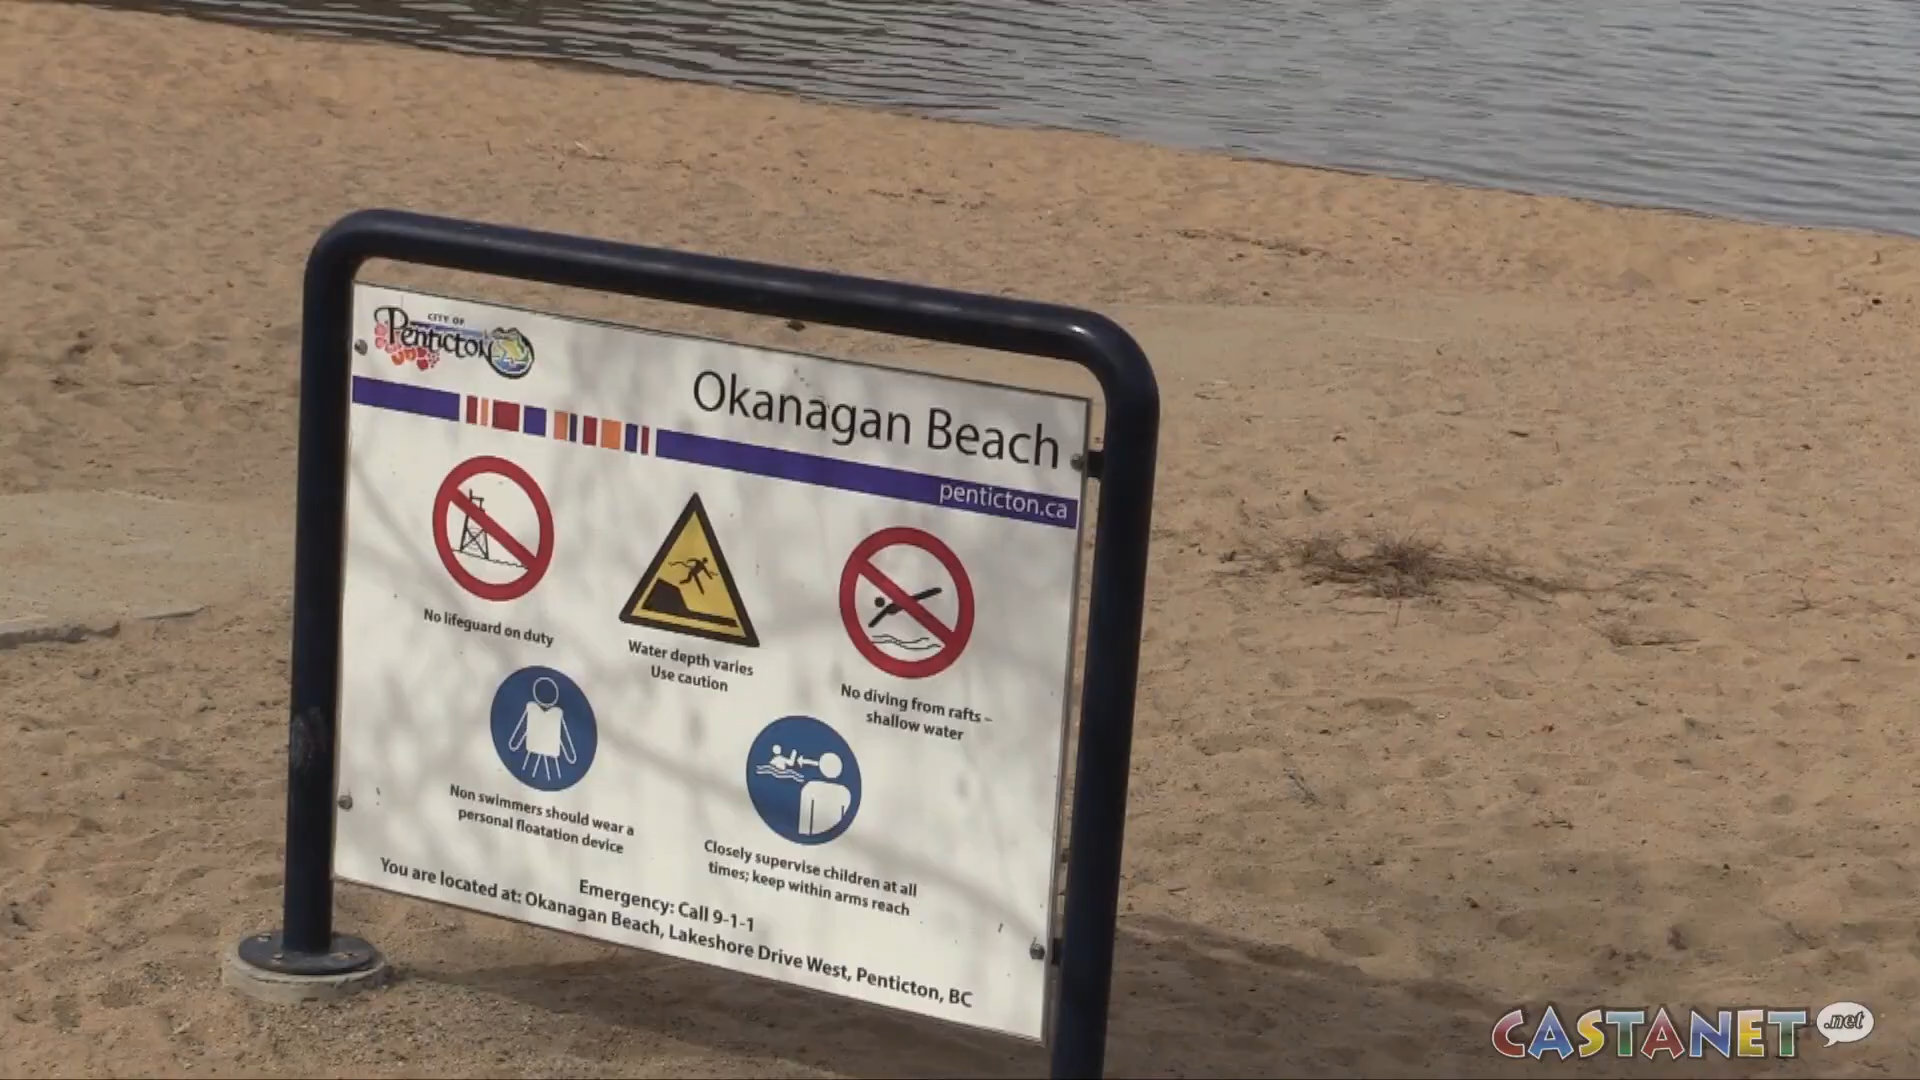 CITY OF
Penticton
Okanagan Beach
penticton.ca
No lifeguard on duty
Water depth varies
Use caution
No diving from rafts –
shallow water
Non swimmers should wear a
personal floatation device
Closely supervise children at all
times; keep within arms reach
Emergency: Call 9-1-1
You are located at: Okanagan Beach, Lakeshore Drive West, Penticton, BC
CASTANET .net